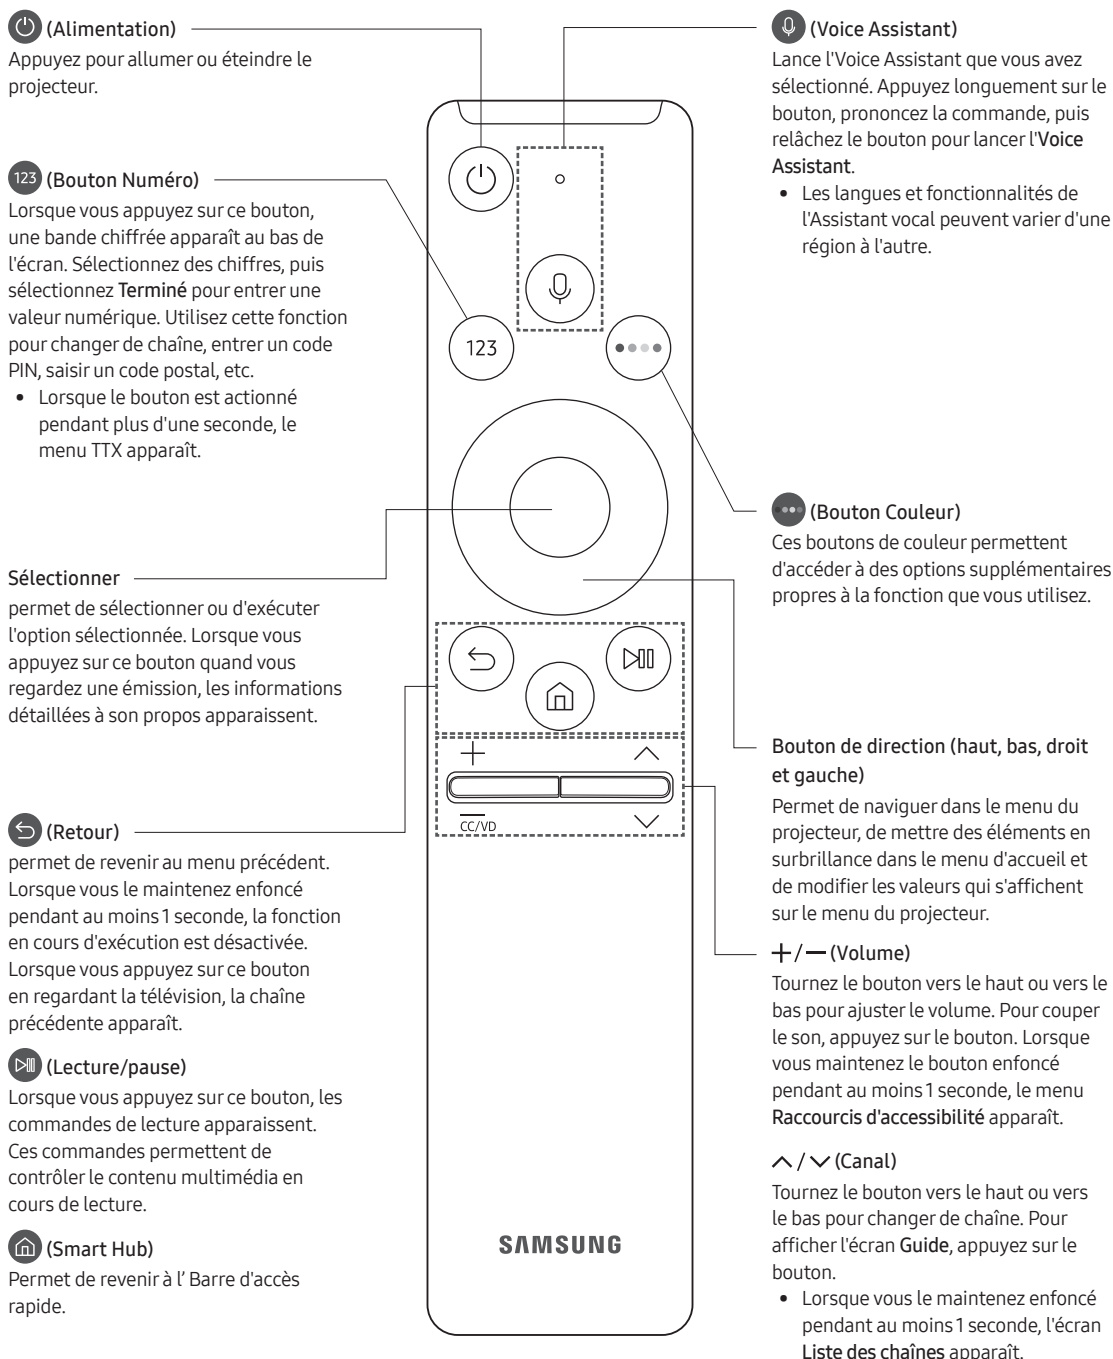 (Alimentation)
Appuyez pour allumer ou éteindre le
projecteur.
123 (Bouton Numéro)
Lorsque vous appuyez sur ce bouton,
une bande chiffrée apparaît au bas de
l'écran. Sélectionnez des chiffres, puis
sélectionnez Terminé pour entrer une
valeur numérique. Utilisez cette fonction
pour changer de chaîne, entrer un code
PIN, saisir un code postal, etc.
• Lorsque le bouton est actionné
pendant plus d'une seconde, le
menu TTX apparaît.
Sélectionner
permet de sélectionner ou d'exécuter
l'option sélectionnée. Lorsque vous
appuyez sur ce bouton quand vous
regardez une émission, les informations
détaillées à son propos apparaissent.
(Retour)
permet de revenir au menu précédent.
Lorsque vous le maintenez enfoncé
pendant au moins 1 seconde, la fonction
en cours d'exécution est désactivée.
Lorsque vous appuyez sur ce bouton
en regardant la télévision, la chaîne
précédente apparaît.
(Lecture/pause)
Lorsque vous appuyez sur ce bouton, les
commandes de lecture apparaissent.
Ces commandes permettent de
contrôler le contenu multimédia en
cours de lecture.
(Smart Hub)
Permet de revenir à l’ Barre d'accès
rapide.
123
CC/VD
SAMSUNG
(Voice Assistant)
Lance l'Voice Assistant que vous avez
sélectionné. Appuyez longuement sur le
bouton, prononcez la commande, puis
relâchez le bouton pour lancer l'Voice
Assistant.
• Les langues et fonctionnalités de
l'Assistant vocal peuvent varier d'une
région à l'autre.
(Bouton Couleur)
Ces boutons de couleur permettent
d'accéder à des options supplémentaires
propres à la fonction que vous utilisez.
Bouton de direction (haut, bas, droit
et gauche)
Permet de naviguer dans le menu du
projecteur, de mettre des éléments en
surbrillance dans le menu d'accueil et
de modifier les valeurs qui s'affichent
sur le menu du projecteur.
+/− (Volume)
Tournez le bouton vers le haut ou vers le
bas pour ajuster le volume. Pour couper
le son, appuyez sur le bouton. Lorsque
vous maintenez le bouton enfoncé
pendant au moins 1 seconde, le menu
Raccourcis d'accessibilité apparaît.
/ (Canal)
Tournez le bouton vers le haut ou vers
le bas pour changer de chaîne. Pour
afficher l'écran Guide, appuyez sur le
bouton.
• Lorsque vous le maintenez enfoncé
pendant au moins 1 seconde, l'écran
Liste des chaînes apparaît.